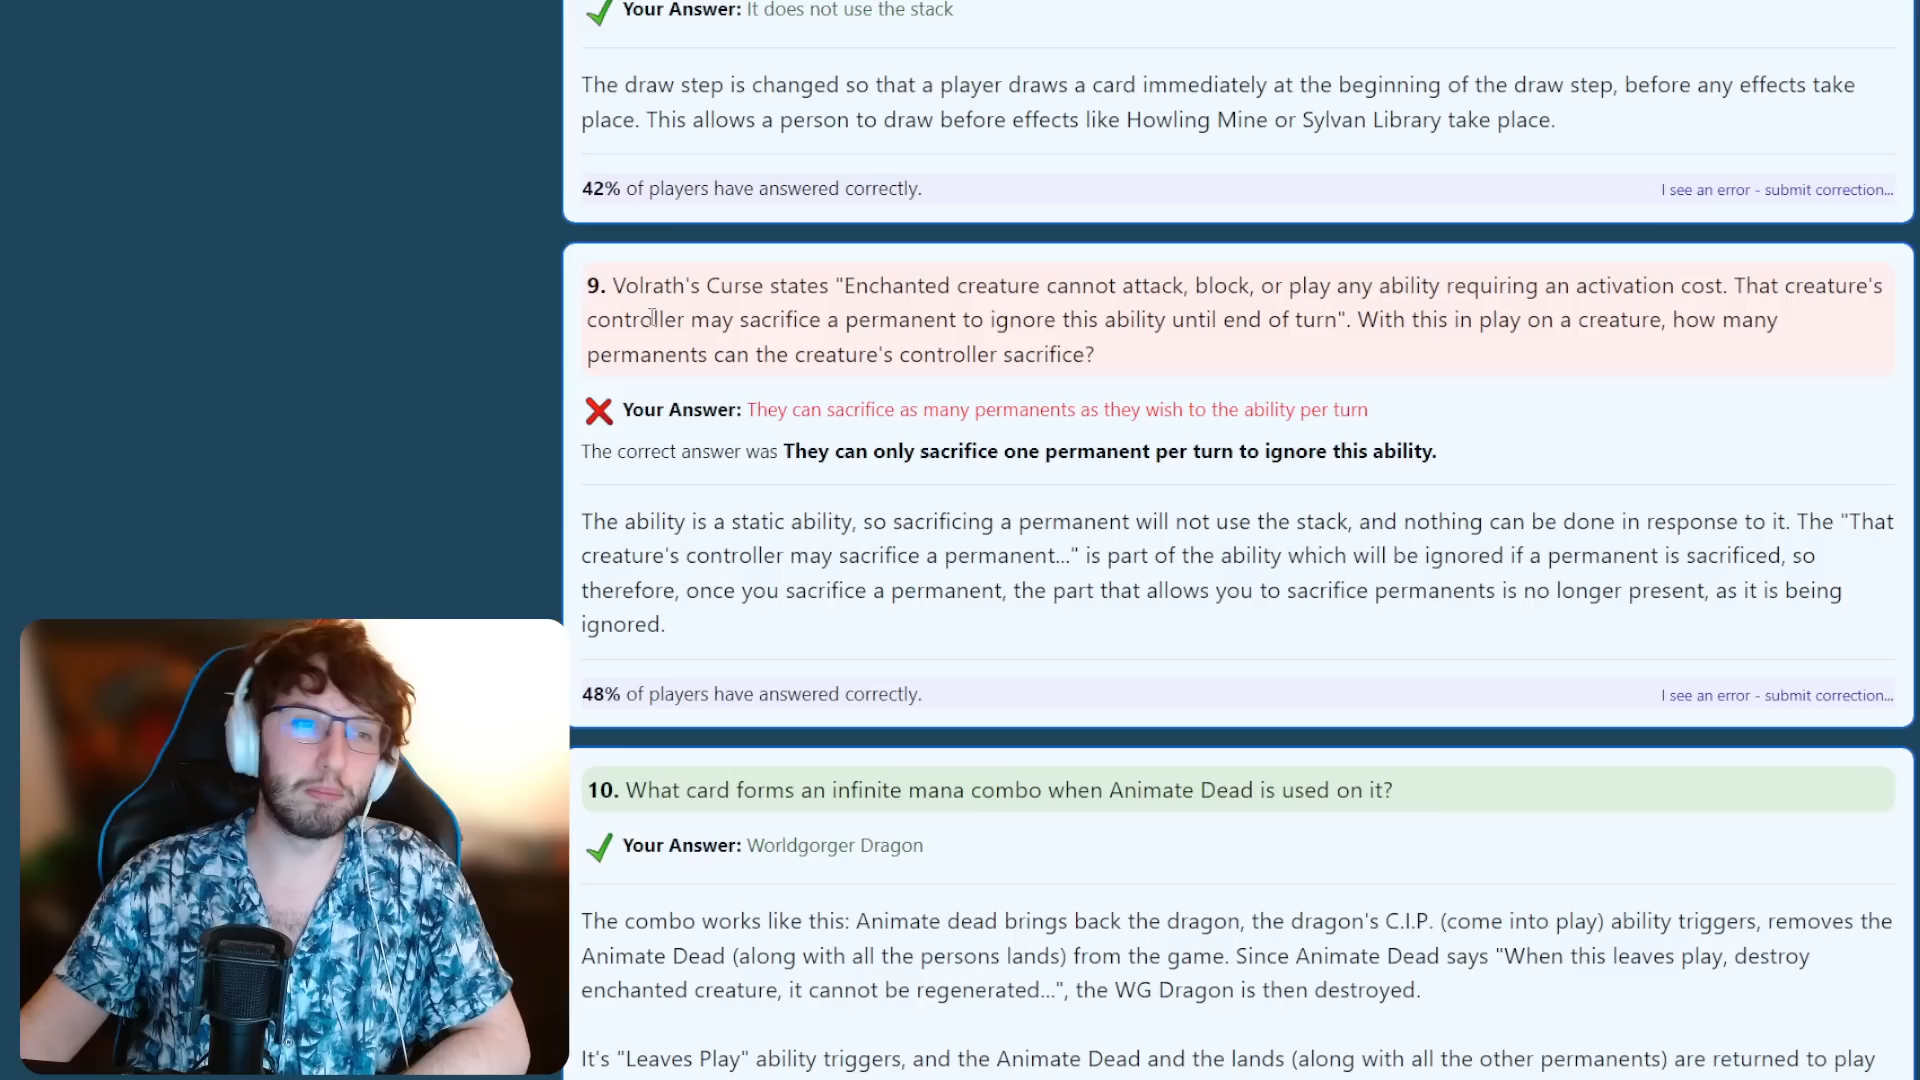 Your Answer: It does not use the stack
The draw step is changed so that a player draws a card immediately at the beginning of the draw step, before any effects take
place. This allows a person to draw before effects like Howling Mine or Sylvan Library take place.
42% of players have answered correctly.
I see an error - submit correction...
9. Volrath's Curse states "Enchanted creature cannot attack, block, or play any ability requiring an activation cost. That creature's
controller may sacrifice a permanent to ignore this ability until end of turn". With this in play on a creature, how many
permanents can the creature's controller sacrifice?
Your Answer: They can sacrifice as many permanents as they wish to the ability per turn
The correct answer was They can only sacrifice one permanent per turn to ignore this ability.
The ability is a static ability, so sacrificing a permanent will not use the stack, and nothing can be done in response to it. The "That
creature's controller may sacrifice a permanent..." is part of the ability which will be ignored if a permanent is sacrificed, so
therefore, once you sacrifice a permanent, the part that allows you to sacrifice permanents is no longer present, as it is being
ignored.
48% of players have answered correctly.
I see an error - submit correction...
10. What card forms an infinite mana combo when Animate Dead is used on it?
Your Answer: Worldgorger Dragon
The combo works like this: Animate dead brings back the dragon, the dragon's C.I.P. (come into play) ability triggers, removes the
Animate Dead (along with all the persons lands) from the game. Since Animate Dead says "When this leaves play, destroy
enchanted creature, it cannot be regenerated...", the WG Dragon is then destroyed.
It's "Leaves Play" ability triggers, and the Animate Dead and the lands (along with all the other permanents) are returned to play